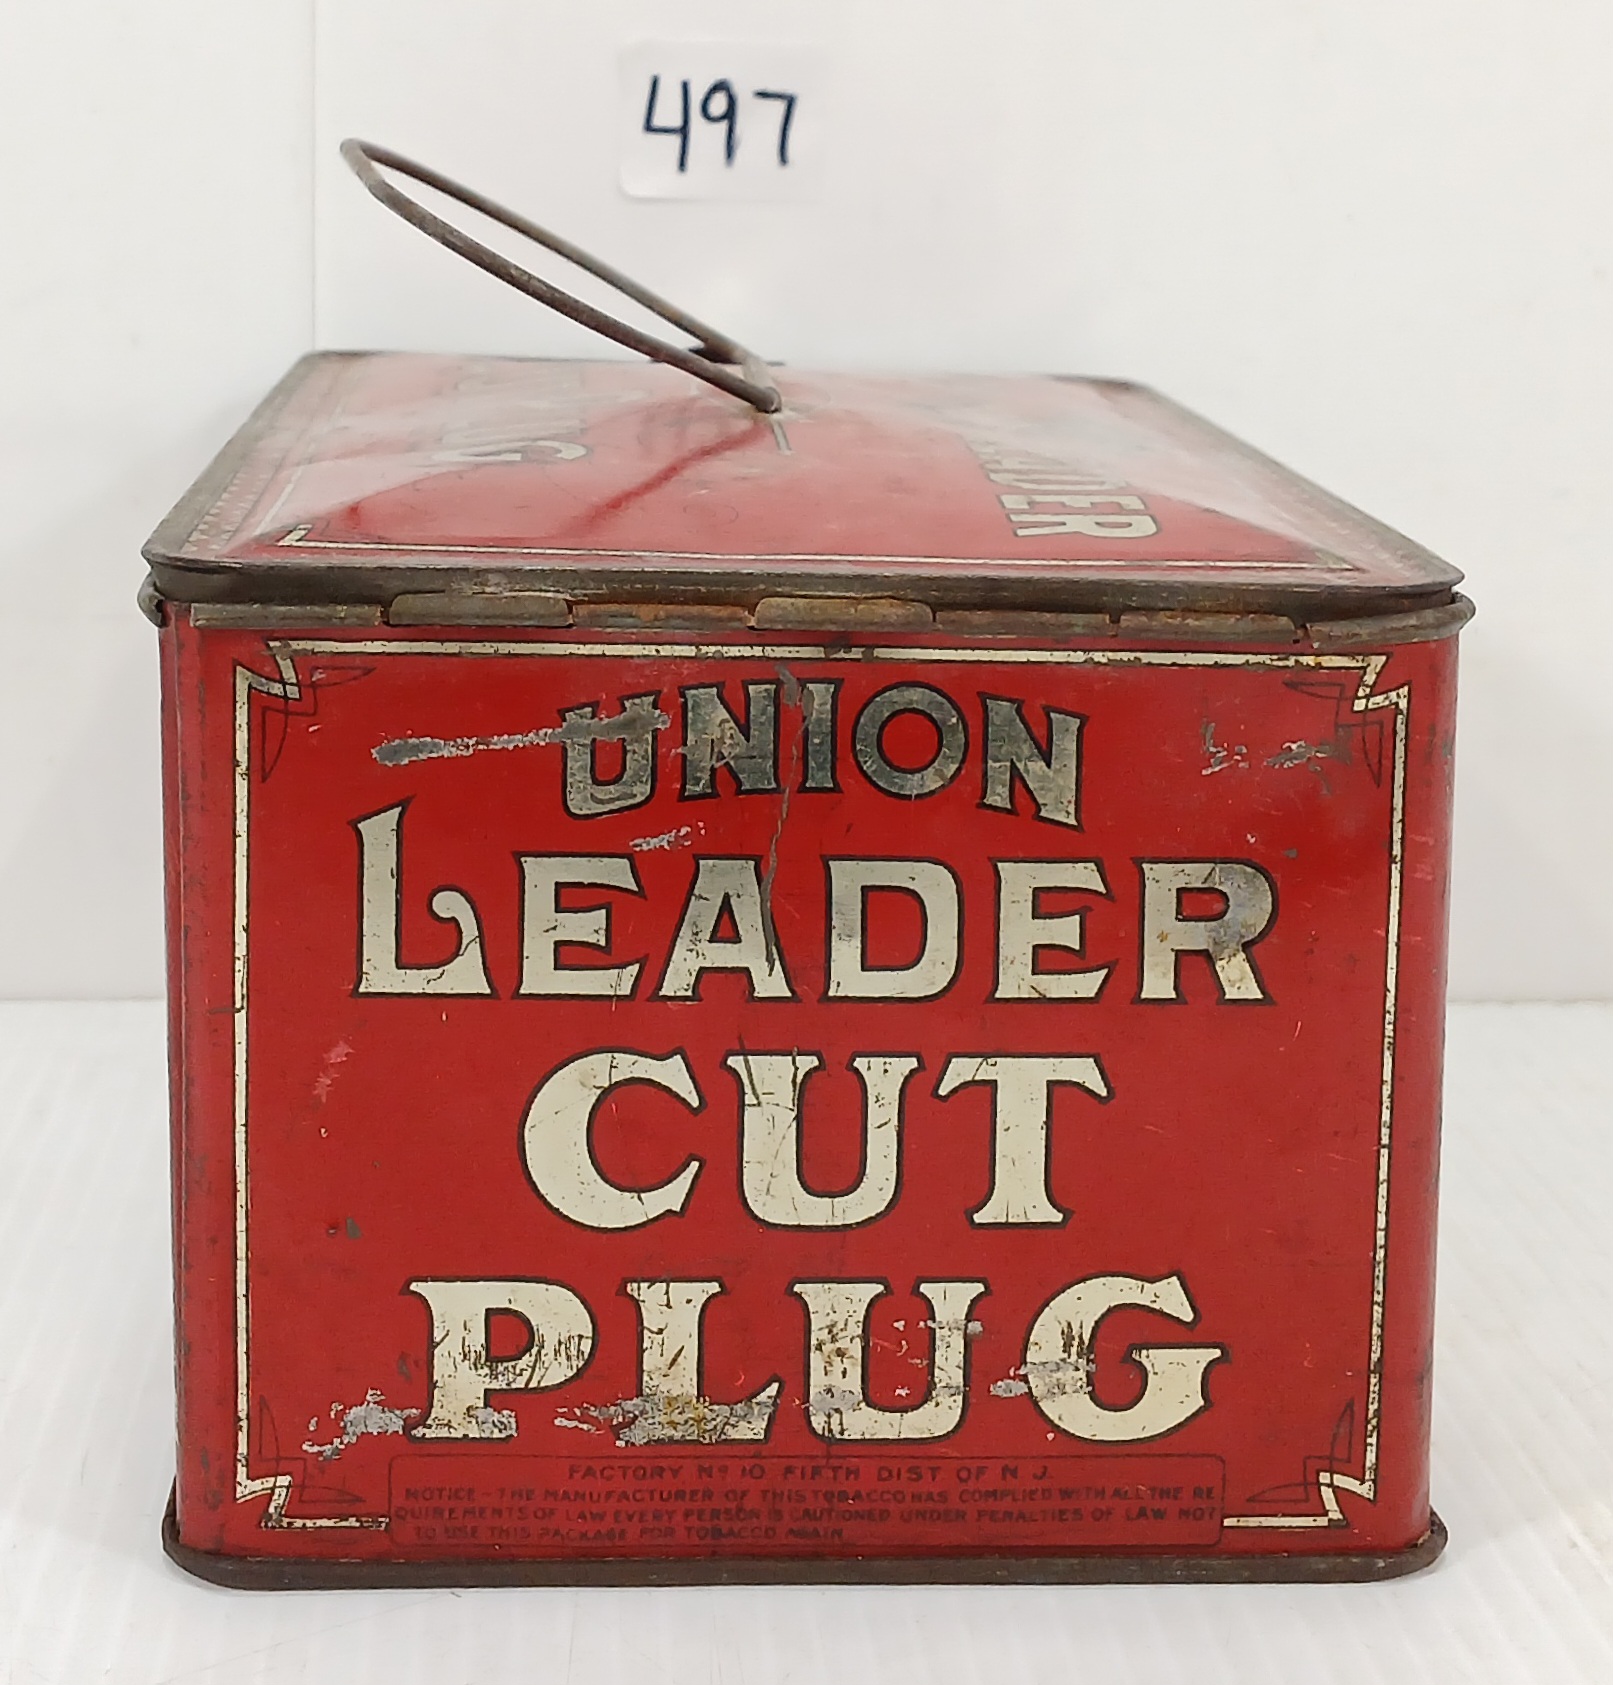 497
PLUG
LEADER
UNION
LEADER
CUT
PLUG
FACTORY Nº 10 FIFTH DIST OF N J.
NOTICE - THE MANUFACTURER OF THIS TOBACCO HAS COMPLIED WITH ALL THE RE
QUIREMENTS OF LAW EVERY PERSON IS CAUTIONED UNDER PENALTIES OF LAW NOT
TO USE THIS PACKAGE FOR TOBACCO AGAIN